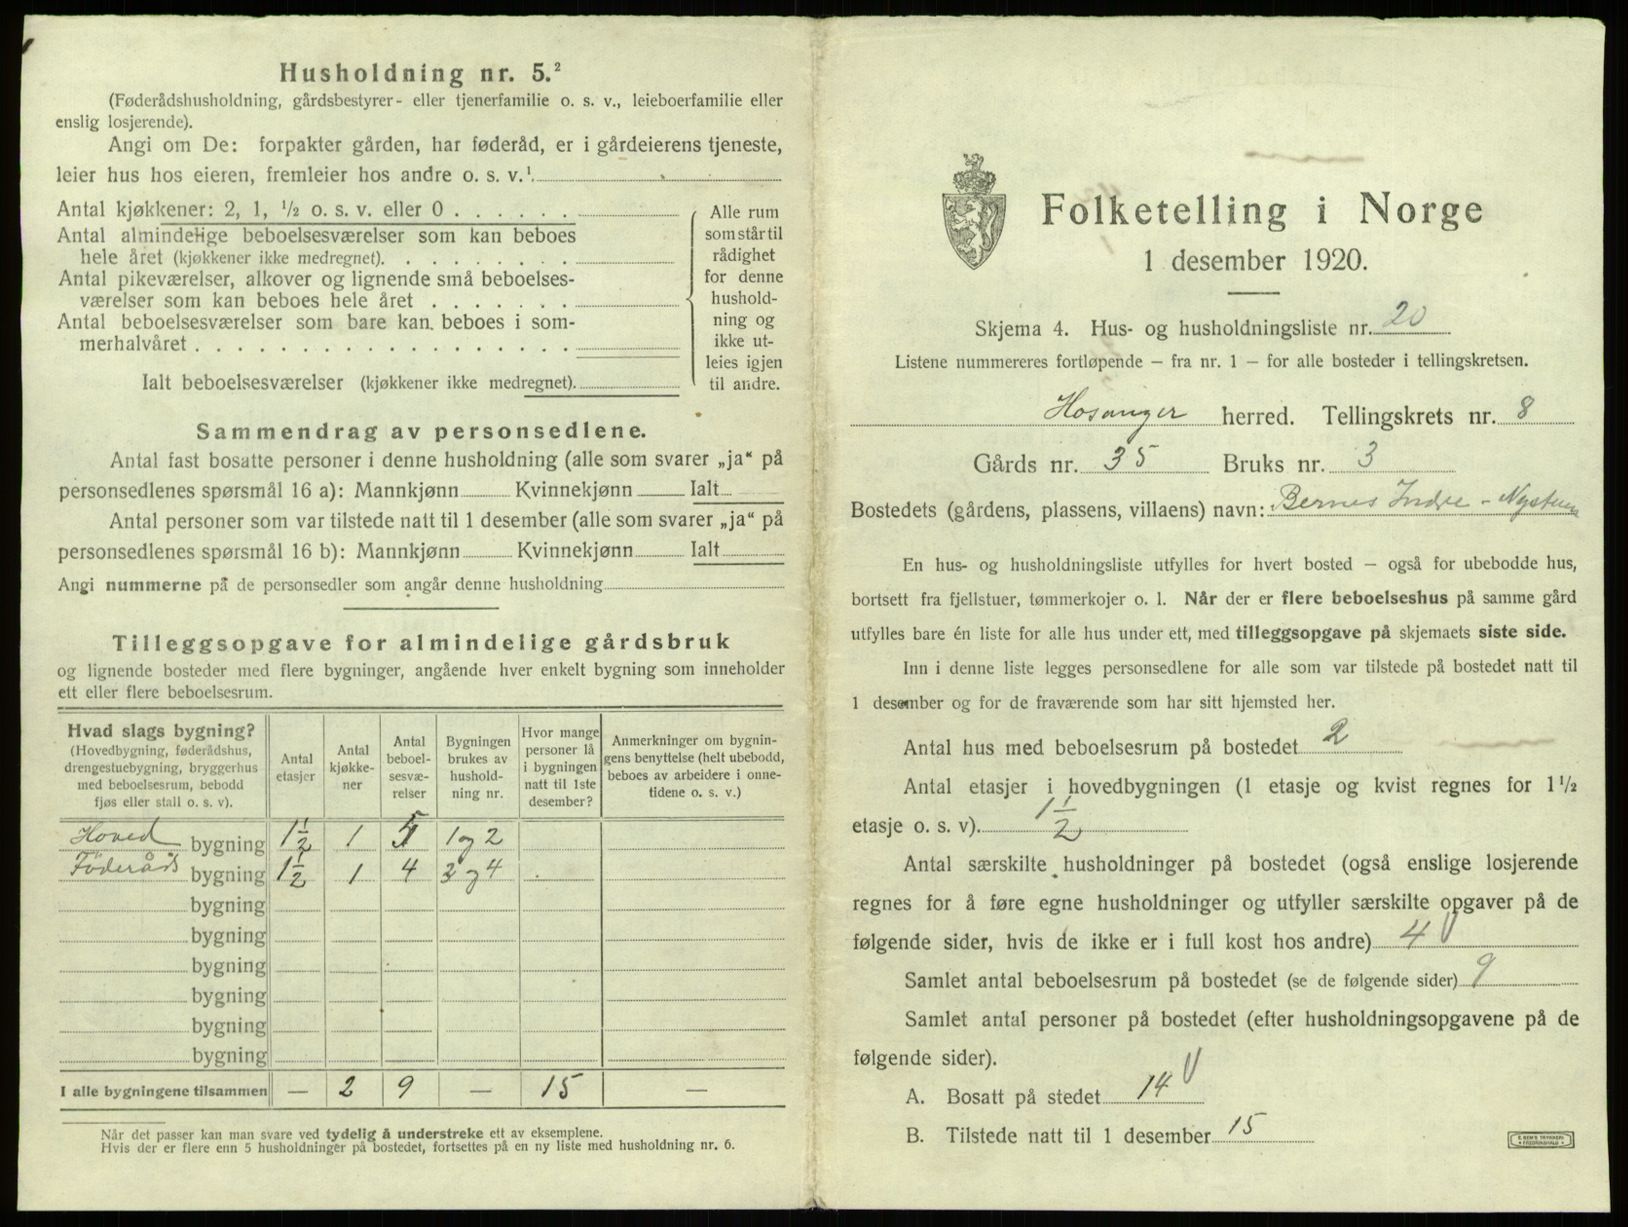 Husholdning nr. 5.²
(Føderådshusholdning, gårdsbestyrer- eller tjenerfamilie o. s. v., leieboerfamilie eller
enslig losjerende).
Angi om De: forpakter gården, har føderåd, er i gårdeierens tjeneste,
leier hus hos eieren, fremleier hos andre o. s. v.¹
Antal kjøkkener: 2, 1, ½ o. s. v. eller 0
Antal almindelige beboelsesværelser som kan beboes
hele året (kjøkkener ikke medregnet).
Antal pikeværelser, alkover og lignende små beboelses-
værelser som kan beboes hele året
Antal beboelsesværelser som bare kan beboes i som-
merhalvåret
Ialt beboelsesværelser (kjøkkener ikke medregnet).
Alle rum
som står til
rådighet
for denne
hushold-
ning og
ikke ut-
leies igjen
til andre.
Sammendrag av personsedlene.
Antal fast bosatte personer i denne husholdning (alle som svarer „ja“ på
personsedlenes spørsmål 16 a): Mannkjønn Kvinnekjønn Ialt
Antal personer som var tilstede natt til 1 desember (alle som svarer „ja“ på
personsedlenes spørsmål 16 b): Mannkjønn Kvinnekjønn Ialt
Angi nummerne på de personsedler som angår denne husholdning
Tilleggsopgave for almindelige gårdsbruk
og lignende bosteder med flere bygninger, angående hver enkelt bygning som inneholder
ett eller flere beboelsesrum.
Hvad slags bygning?
(Hovedbygning, føderådshus,
drengestuebygning, bryggerhus
med beboelsesrum, bebodd
fjøs eller stall o. s. v).
Antal
etasjer
Antal
kjøkke-
ner
Antal
beboel-
sesvæ-
relser
Bygningen
brukes av
hushold-
ning nr.
Hvor mange
personer lå
i bygningen
natt til 1ste
desember?
Anmerkninger om bygnin-
gens benyttelse (helt ubebodd,
beboes av arbeidere i onne-
tidene o. s. v.)
Hoved bygning 1½ 1 5 1 og 2
Føderåds bygning 1½ 1 4 3 og 4
bygning
bygning
bygning
bygning
bygning
bygning
I alle bygningene tilsammen — 2 9 — 15 —
Når det passer kan man svare ved tydelig å understreke ett av eksemplene.
Hvis der er flere enn 5 husholdninger på bostedet, fortsettes på en ny liste med husholdning nr. 6.
Folketelling i Norge
1 desember 1920.
Skjema 4. Hus- og husholdningsliste nr. 20
Listene nummereres fortløpende — fra nr. 1 — for alle bosteder i tellingskretsen.
Hosanger herred. Tellingskrets nr. 8
Gårds nr. 35 Bruks nr. 3
Bostedets (gårdens, plassens, villaens) navn: Bernes Indre - Nystuen
En hus- og husholdningsliste utfylles for hvert bosted — også for ubebodde hus,
bortsett fra fjellstuer, tømmerkojer o. l. Når der er flere beboelseshus på samme gård
utfylles bare én liste for alle hus under ett, med tilleggsopgave på skjemaets siste side.
Inn i denne liste legges personsedlene for alle som var tilstede på bostedet natt til
1 desember og for de fraværende som har sitt hjemsted her.
Antal hus med beboelsesrum på bostedet 2
Antal etasjer i hovedbygningen (1 etasje og kvist regnes for 1½
etasje o. s. v). 1½
Antal særskilte husholdninger på bostedet (også enslige losjerende
regnes for å føre egne husholdninger og utfyller særskilte opgaver på de
følgende sider, hvis de ikke er i full kost hos andre) 4
Samlet antal beboelsesrum på bostedet (se de følgende sider) 9
Samlet antal personer på bostedet (efter husholdningsopgavene på de
følgende sider).
A. Bosatt på stedet 14
B. Tilstede natt til 1 desember 15